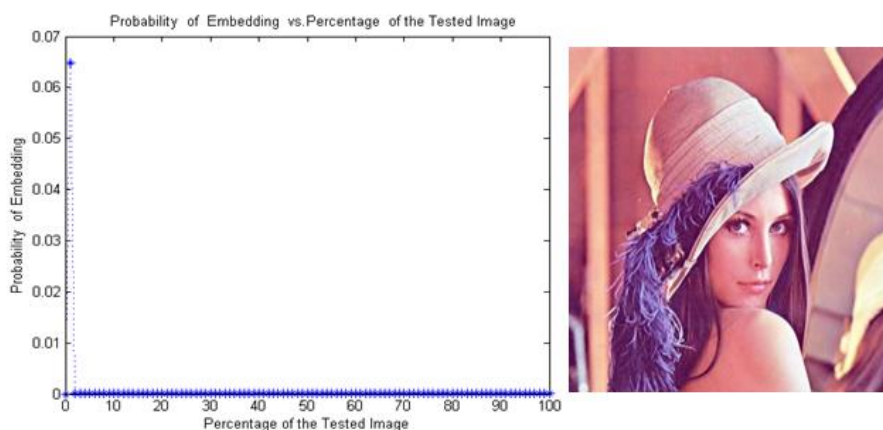 Probability of Embedding vs.Percentage of the Tested Image
0.07
0.06
0.05
0.04
0.03
0.02
0.01
0
Probability of Embedding
0 10 20 30 40 50 60 70 80 90 100
Percentage of the Tested Image